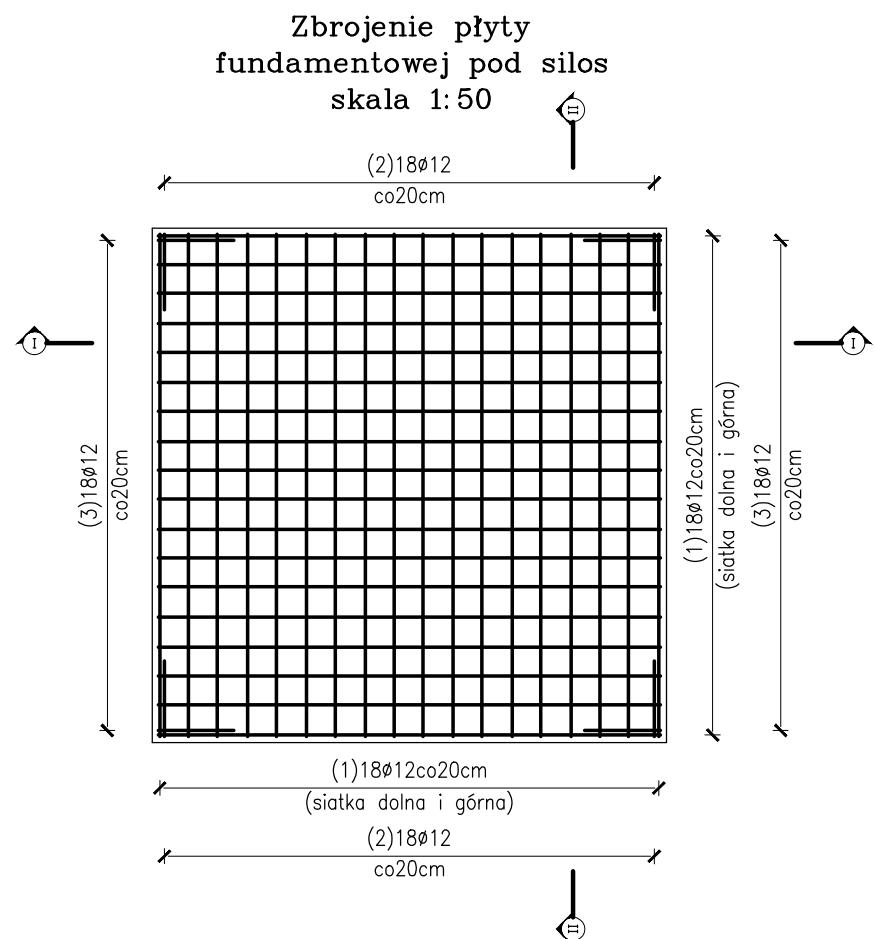 Zbrojenie płyty
fundamentowej pod silos
skala 1:50
II
(2)18ø12
co20cm
I
I
(3)18ø12
co20cm
(1)18ø12co20cm
(siatka dolna i górna)
(3)18ø12
co20cm
(1)18ø12co20cm
(siatka dolna i górna)
(2)18ø12
co20cm
II